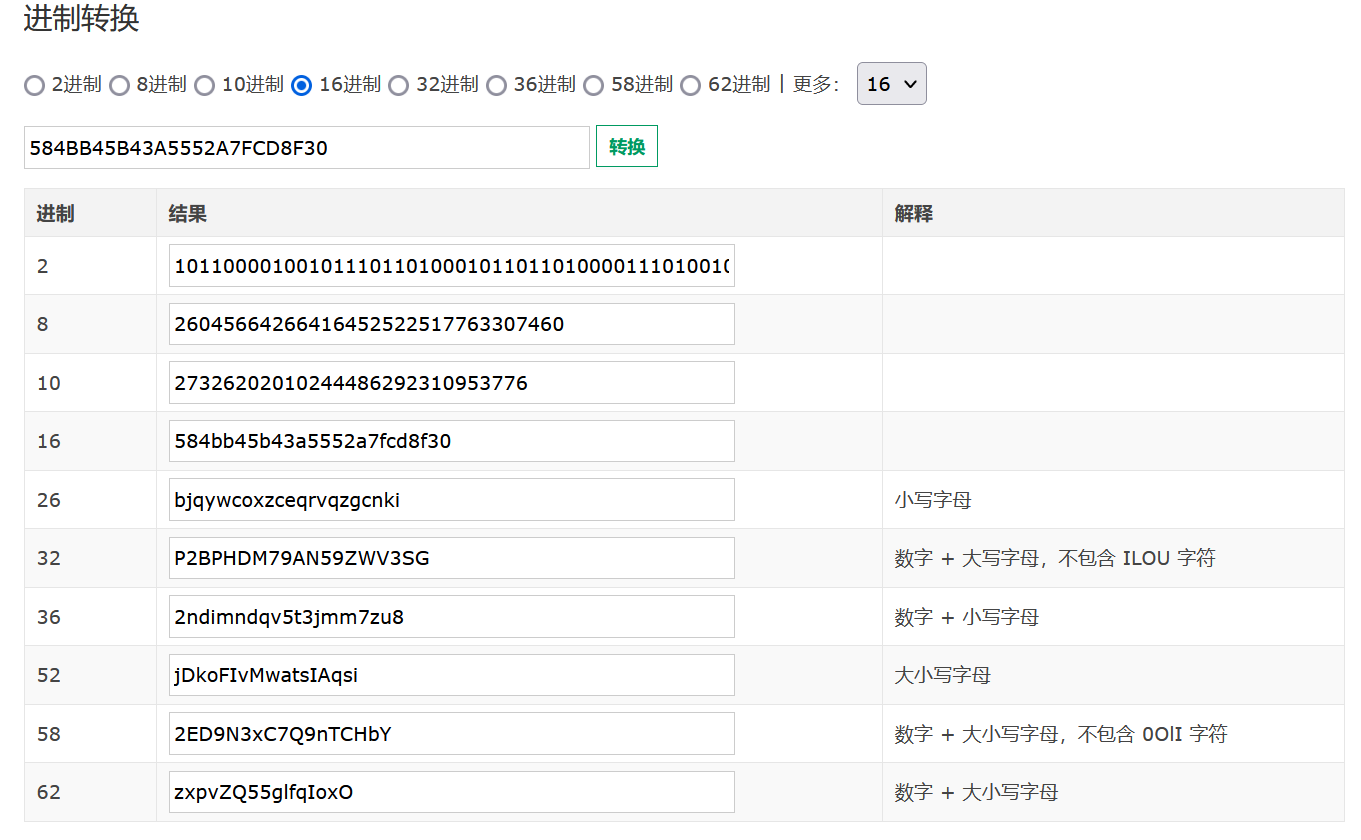 进制转换
2进制 8进制 10进制 16进制 32进制 36进制 58进制 62进制 | 更多： 16
584BB45B43A5552A7FCD8F30 转换
进制 结果 解释
2 1011000010010111011010001011011010000111010010
8 26045664266416452522517763307460
10 27326202010244486292310953776
16 584bb45b43a5552a7fcd8f30
26 bjqywcoxzceqrvqzgcnki 小写字母
32 P2BPHDM79AN59ZWV3SG 数字 + 大写字母，不包含 ILOU 字符
36 2ndimndqv5t3jmm7zu8 数字 + 小写字母
52 jDkoFIvMwatsIAqsi 大小写字母
58 2ED9N3xC7Q9nTCHbY 数字 + 大小写字母，不包含 0OlI 字符
62 zxpvZQ55glfqIoxO 数字 + 大小写字母